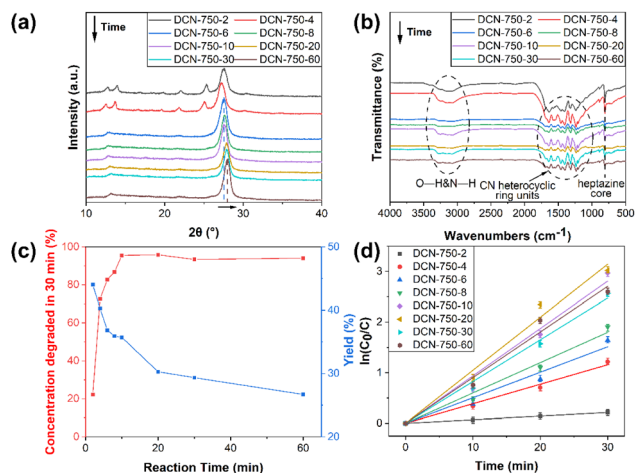 (a)
Time
DCN-750-2 DCN-750-4
DCN-750-6 DCN-750-8
DCN-750-10 DCN-750-20
DCN-750-30 DCN-750-60
Intensity (a.u.)
10 20 30 40
2θ (°)
(b)
Time
DCN-750-2 DCN-750-4
DCN-750-6 DCN-750-8
DCN-750-10 DCN-750-20
DCN-750-30 DCN-750-60
Transmittance (%)
O—H&N—H
CN heterocyclic
ring units
heptazine
core
4000 3500 3000 2500 2000 1500 1000 500
Wavenumbers (cm⁻¹)
(c)
Concentration degraded in 30 min (%)
100
80
60
40
20
0
50
40
30
20
Yield (%)
0 10 20 30 40 50 60
Reaction Time (min)
(d)
DCN-750-2
DCN-750-4
DCN-750-6
DCN-750-8
DCN-750-10
DCN-750-20
DCN-750-30
DCN-750-60
ln(C₀/C)
3
2
1
0
0 10 20 30
Time (min)